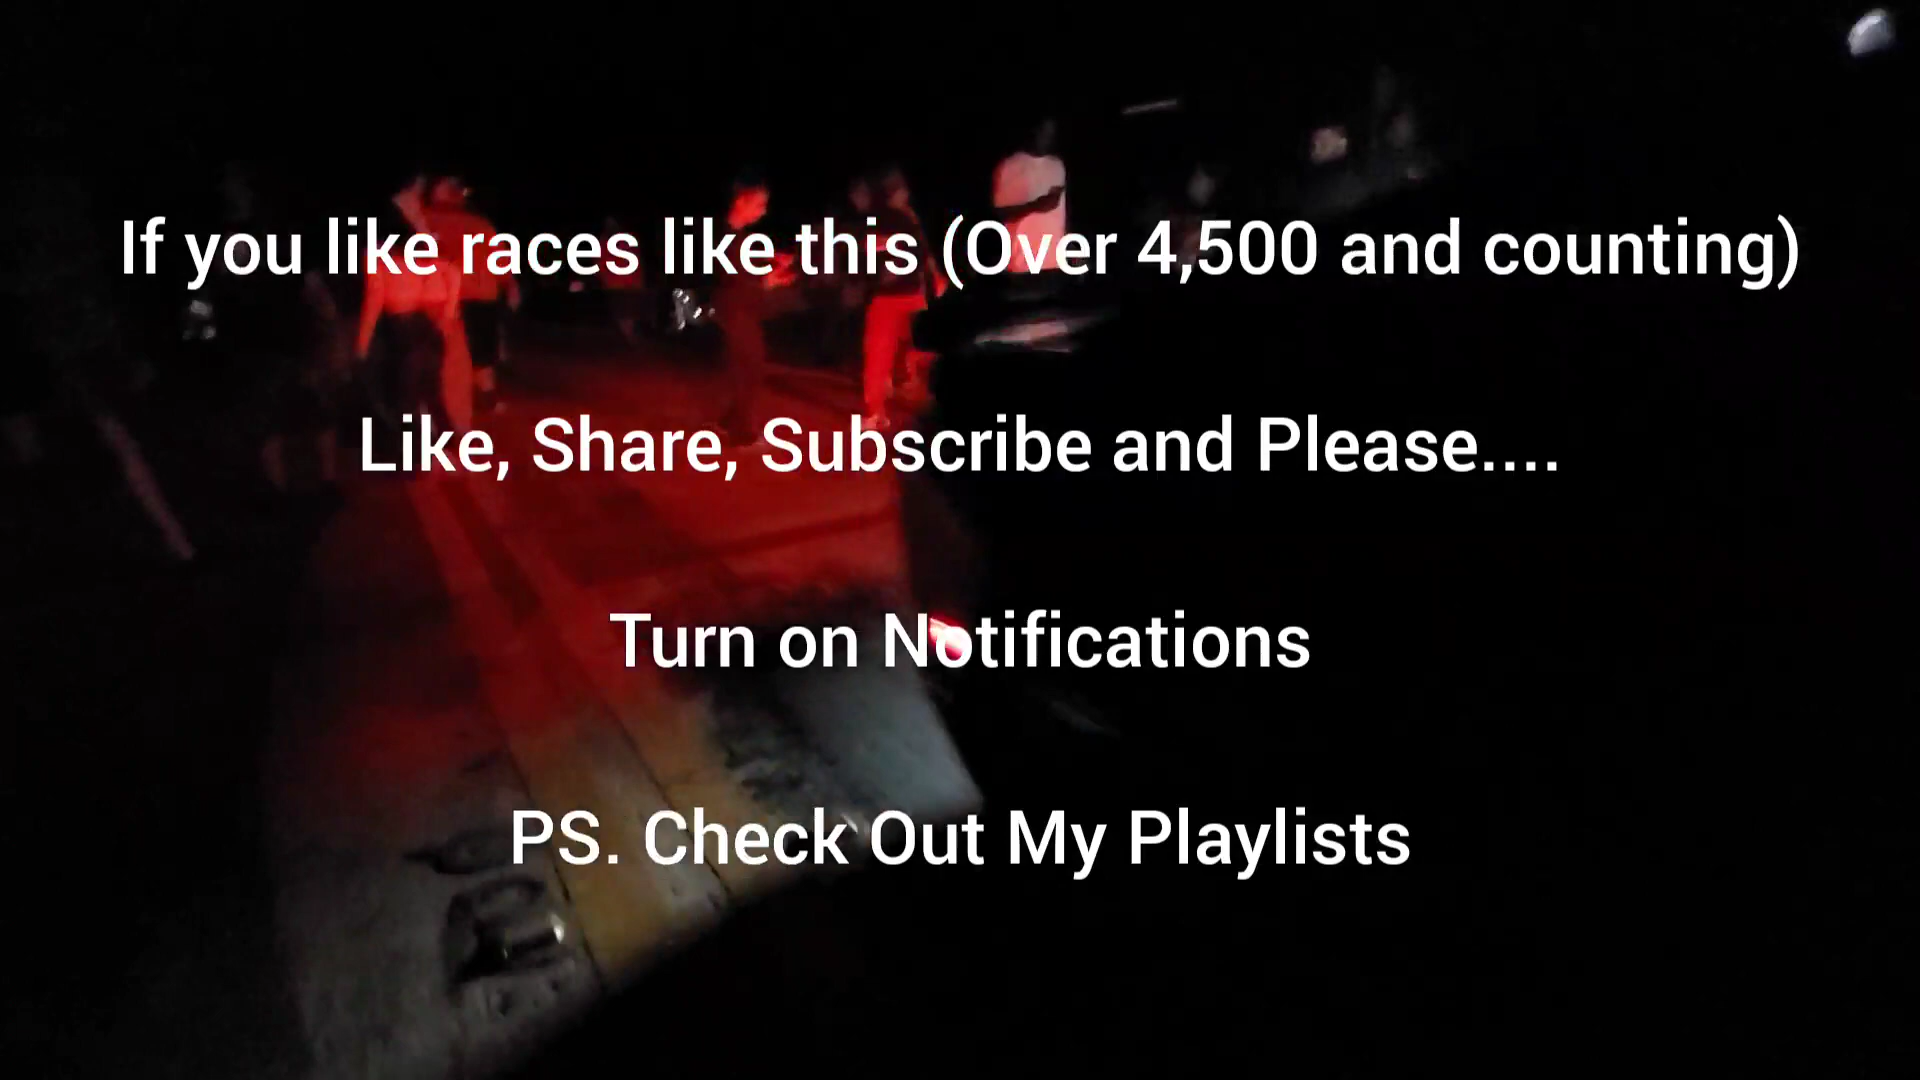 If you like races like this (Over 4,500 and counting)
Like, Share, Subscribe and Please....
Turn on Notifications
PS. Check Out My Playlists